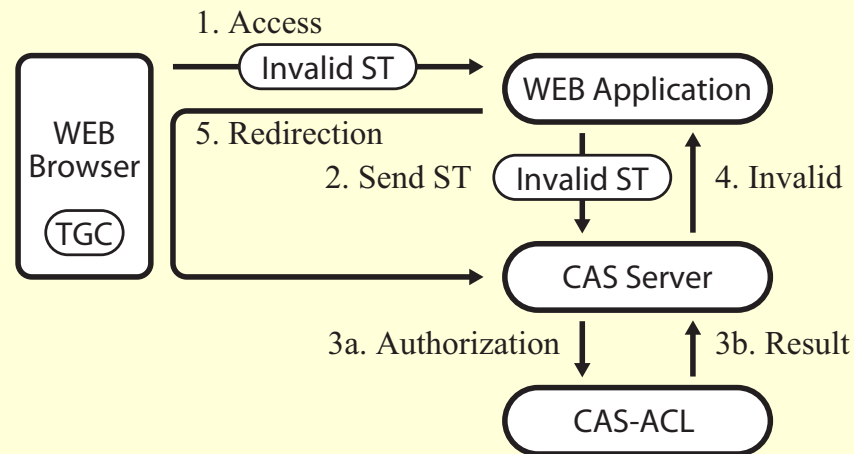 1. Access
Invalid ST
WEB Application
WEB
Browser
TGC
5. Redirection
2. Send ST
Invalid ST
4. Invalid
CAS Server
3a. Authorization
3b. Result
CAS-ACL